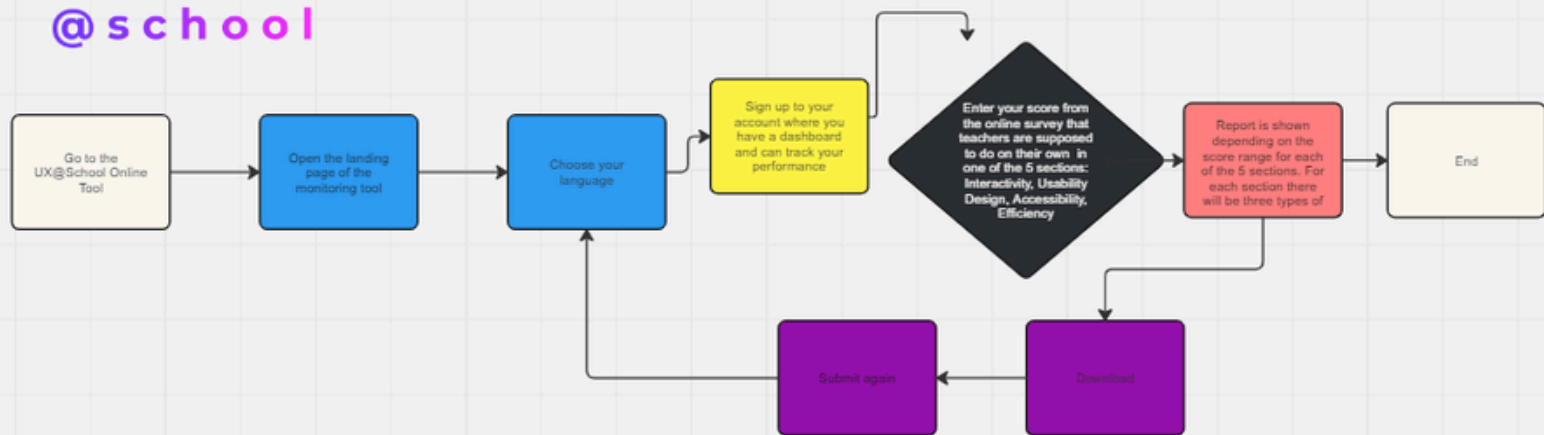 @school
Go to the
UX@School Online
Tool
Open the landing
page of the
monitoring tool
Choose your
language
Sign up to your
account where you
have a dashboard
and can track your
performance
Enter your score from
the online survey that
teachers are supposed
to do on their own in
one of the 5 sections:
Interactivity, Usability
Design, Accessibility,
Efficiency
Report is shown
depending on the
score range for each
of the 5 sections. For
each section there
will be three types of
End
Submit again
Download